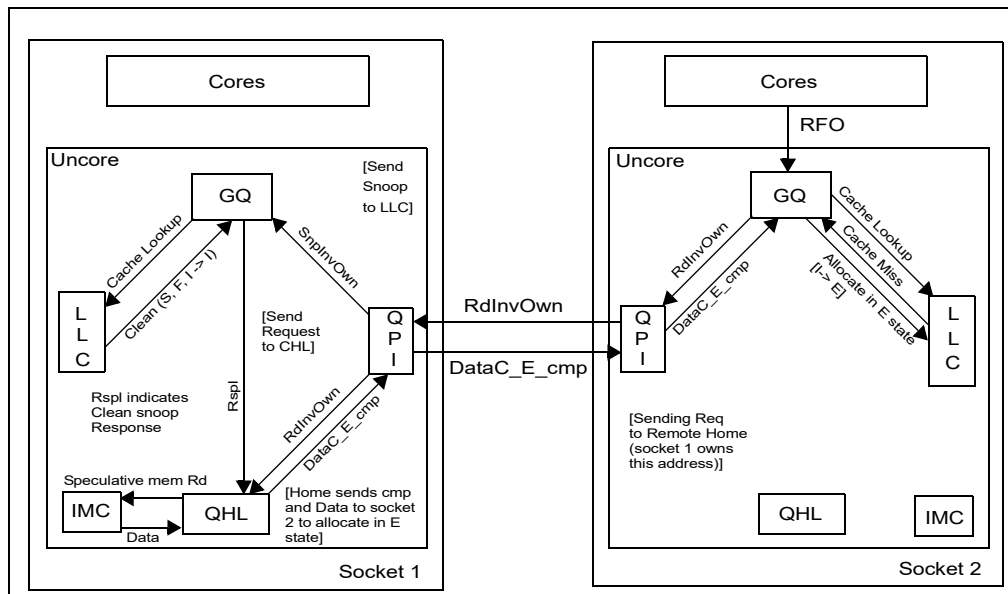 Cores
Uncore
[Send
Snoop
to LLC]
GQ
Cache Lookup
Clean (S, F, I -> I)
SnpInvOwn
L
L
C
[Send
Request
to CHL]
Q
P
I
Rspl
Rspl indicates
Clean snoop
Response
RdInvOwn
DataC_E_cmp
Speculative mem Rd
IMC
Data
QHL
[Home sends cmp
and Data to socket
2 to allocate in E
state]
Socket 1
RdInvOwn
DataC_E_cmp
Cores
RFO
Uncore
GQ
RdInvOwn
DataC_E_cmp
Cache Lookup
Cache Miss
Allocate in E state
[I-> E]
Q
P
I
L
L
C
[Sending Req
to Remote Home
(socket 1 owns
this address)]
QHL
IMC
Socket 2